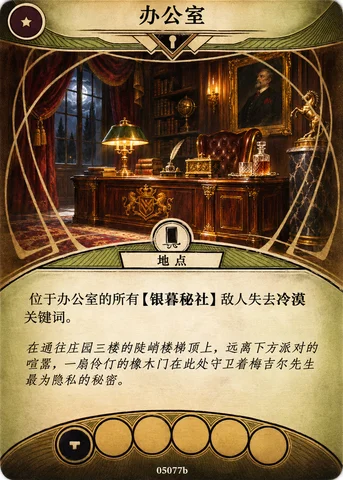 办公室
地点
位于办公室的所有【银暮秘社】敌人失去冷漠
关键词。
在通往庄园三楼的陡峭楼梯顶上，远离下方派对的
喧嚣，一扇伶仃的橡木门在此处守卫着梅吉尔先生
最为隐私的秘密。
05077b